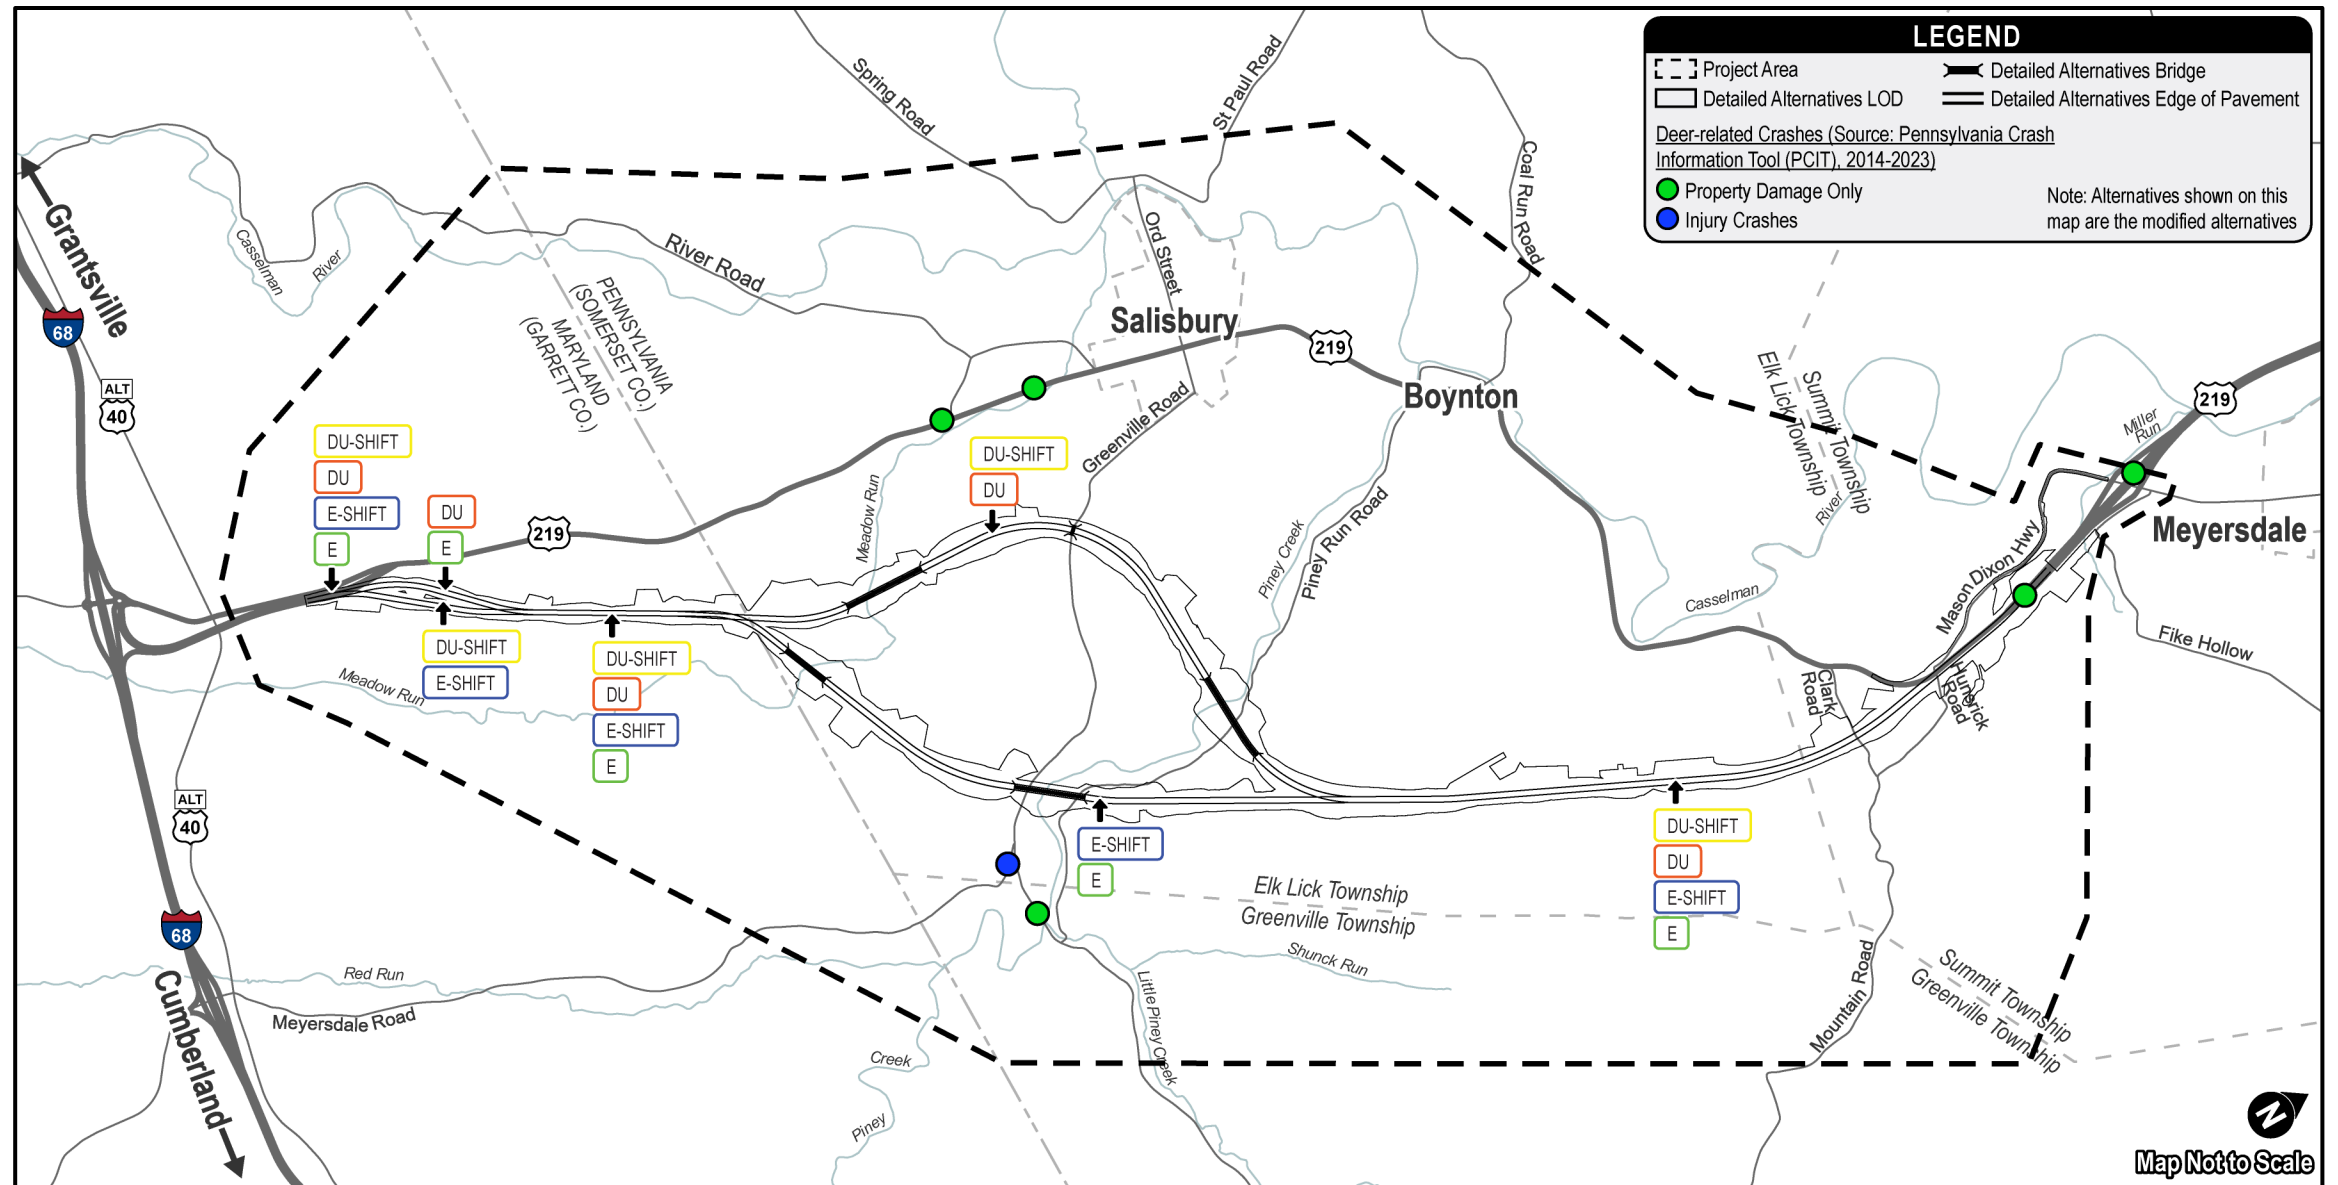 LEGEND
Project Area
Detailed Alternatives Bridge
Detailed Alternatives LOD
Detailed Alternatives Edge of Pavement
Deer-related Crashes (Source: Pennsylvania Crash
Information Tool (PCIT), 2014-2023)
Property Damage Only
Injury Crashes
Note: Alternatives shown on this
map are the modified alternatives
Spring Road
St Paul Road
Coal Run Road
Grantsville
Casselman
River
River Road
Ord Street
68
PENNSYLVANIA
(SOMERSET CO.)
MARYLAND
(GARRETT CO.)
Salisbury
219
Boynton
Elk Lick Township
Summit Township
River
219
Miller
Run
ALT
40
Greenville Road
DU-SHIFT
DU
E-SHIFT
E
DU
E
219
Meadow Run
DU-SHIFT
DU
Piney Creek
Piney Run Road
Meyersdale
Mason Dixon Hwy
Casselman
Fike Hollow
DU-SHIFT
E-SHIFT
DU-SHIFT
DU
E-SHIFT
E
Meadow Run
Clark
Road
Hunsrick
Road
ALT
40
E-SHIFT
E
DU-SHIFT
DU
E-SHIFT
E
Elk Lick Township
Greenville Township
68
Red Run
Meyersdale Road
Shunck Run
Little Piney Creek
Summit Township
Greenville Township
Mountain Road
Cumberland
Creek
Piney
N
Map Not to Scale